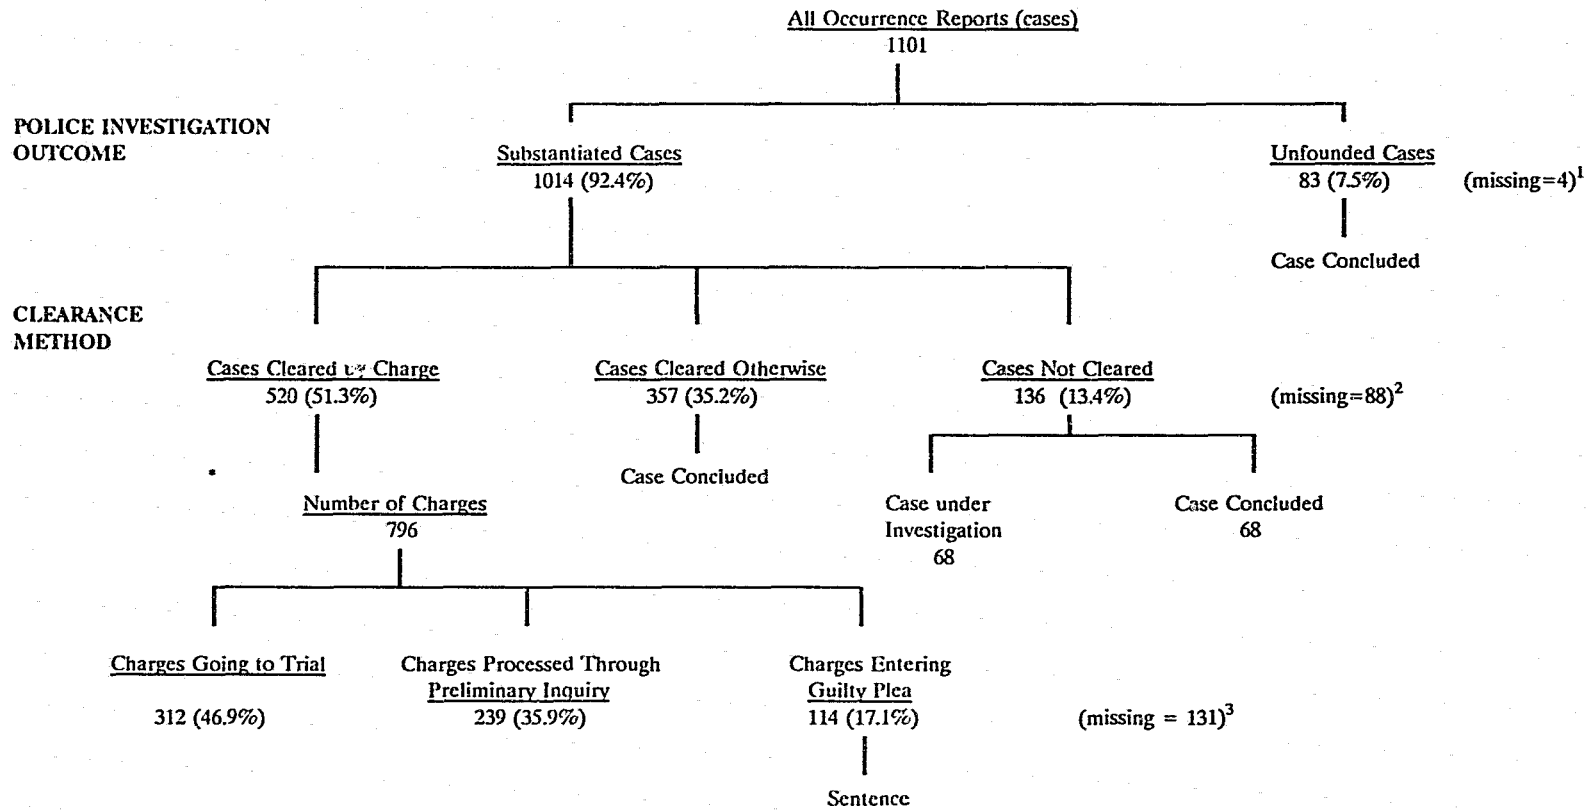 All Occurrence Reports (cases)
1101
POLICE INVESTIGATION
OUTCOME
Substantiated Cases
1014 (92.4%)
Unfounded Cases
83 (7.5%)
(missing=4)1
Case Concluded
CLEARANCE
METHOD
Cases Cleared by Charge
520 (51.3%)
Cases Cleared Otherwise
357 (35.2%)
Cases Not Cleared
136 (13.4%)
(missing=88)2
Case Concluded
Number of Charges
796
Case under
Investigation
68
Case Concluded
68
Charges Going to Trial
312 (46.9%)
Charges Processed Through
Preliminary Inquiry
239 (35.9%)
Charges Entering
Guilty Plea
114 (17.1%)
(missing = 131)3
Sentence